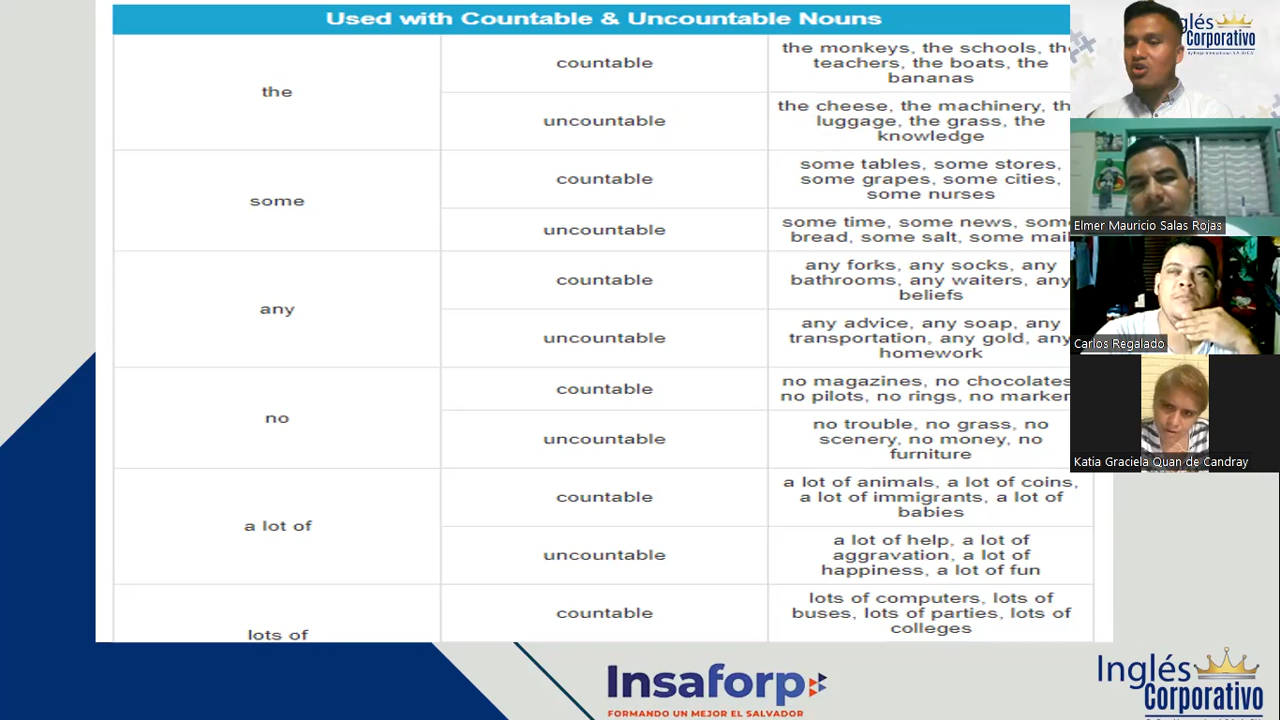 Used with Countable & Uncountable Nouns
the
countable
the monkeys, the schools, the
teachers, the boats, the
bananas
uncountable
the cheese, the machinery, th
luggage, the grass, the
knowledge
some
countable
some tables, some stores,
some grapes, some cities,
some nurses
uncountable
some time, some news, som
bread, some salt, some mail
any
countable
any forks, any socks, any
bathrooms, any waiters, any
beliefs
uncountable
any advice, any soap, any
transportation, any gold, any
homework
no
countable
no magazines, no chocolates
no pilots, no rings, no marker
uncountable
no trouble, no grass, no
scenery, no money, no
furniture
a lot of
countable
a lot of animals, a lot of coins,
a lot of immigrants, a lot of
babies
uncountable
a lot of help, a lot of
aggravation, a lot of
happiness, a lot of fun
lots of
countable
lots of computers, lots of
buses, lots of parties, lots of
colleges
glés
Corporativo
Elmer Mauricio Salas Rojas
Carlos Regalado
Katia Graciela Quan de Candray
Insaforp
FORMANDO UN MEJOR EL SALVADOR
Inglés
Corporativo